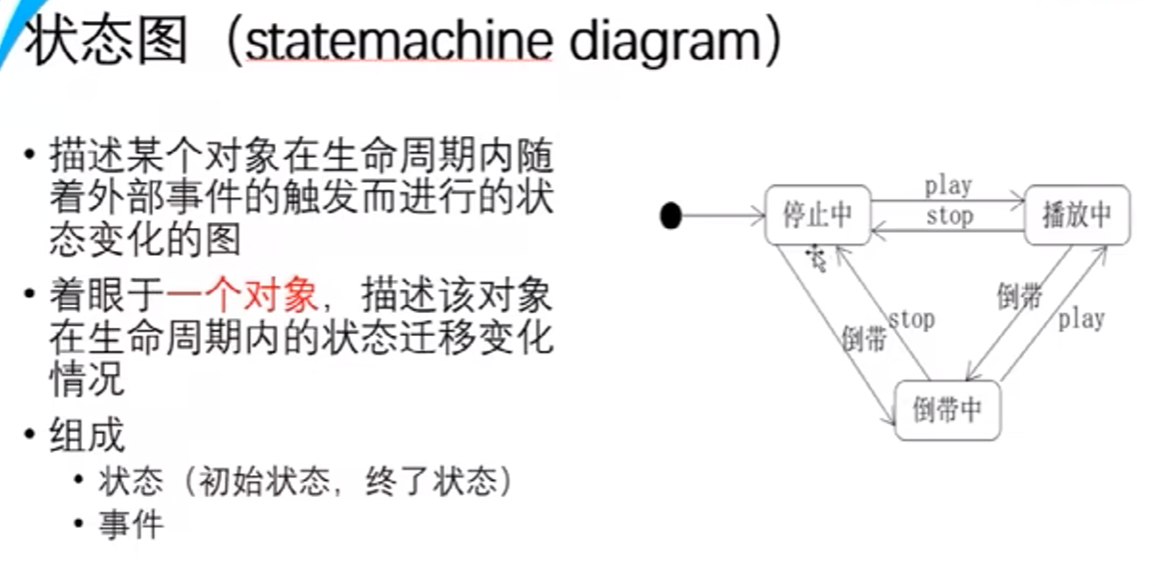 状态图（statemachine diagram）
• 描述某个对象在生命周期内随
着外部事件的触发而进行的状
态变化的图
• 着眼于一个对象，描述该对象
在生命周期内的状态迁移变化
情况
• 组成
• 状态（初始状态，终了状态）
• 事件
play
停止中
播放中
stop
倒带
stop
play
倒带
倒带中